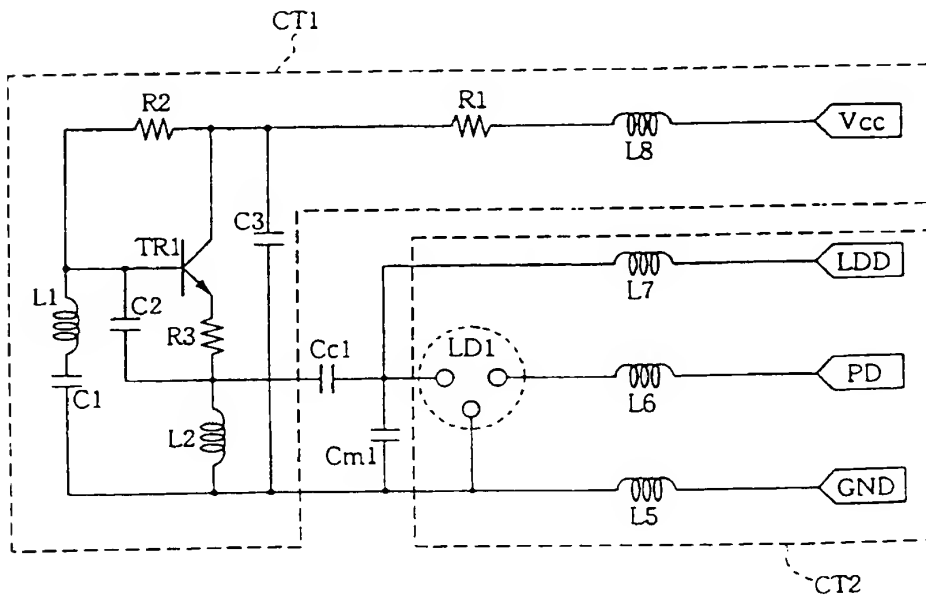 CT1
R2
R1
L8
Vcc
C3
TR1
L7
LDD
L1
C2
R3
Cc1
LD1
L6
PD
C1
L2
Cm1
L5
GND
CT2